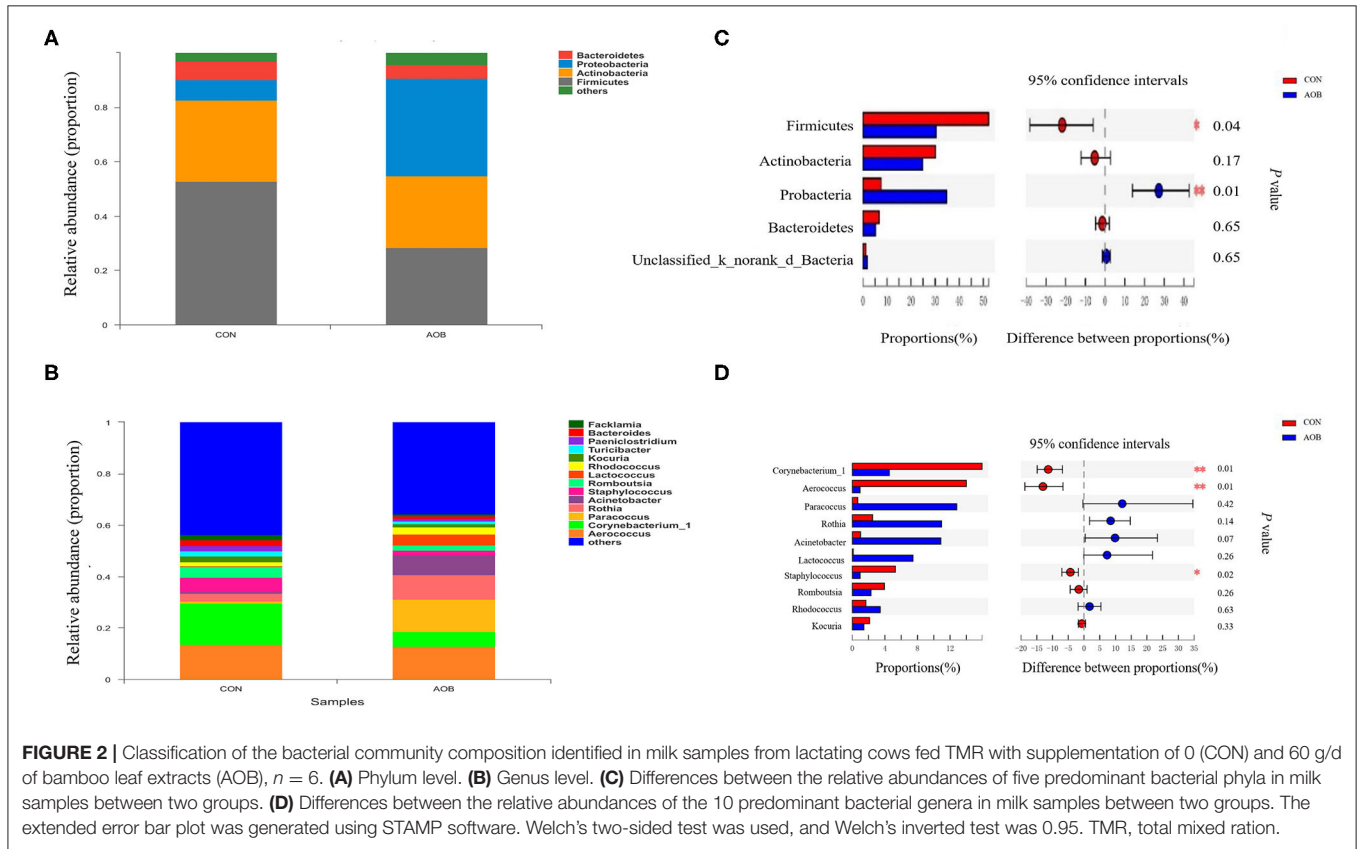 A
Bacteroidetes
Proteobacteria
Actinobacteria
Firmicutes
others
Relative abundance (proportion)
0.8
0.6
0.4
0.2
0
CON
AOB
C
CON
AOB
95% confidence intervals
Firmicutes
Actinobacteria
Probacteria
Bacteroidetes
Unclassified_k_norank_d_Bacteria
* 0.04
0.17
** 0.01
0.65
0.65
P value
0 10 20 30 40 50
-40 -30 -20 -10 0 10 20 30 40
Proportions(%)
Difference between proportions(%)
B
Facklamia
Bacteroides
Paeniclostridium
Turicibacter
Kocuria
Rhodococcus
Lactococcus
Romboutsia
Staphylococcus
Acinetobacter
Rothia
Paracoccus
Corynebacterium_1
Aerococcus
others
Relative abundance (proportion)
1
0.8
0.6
0.4
0.2
0
CON
AOB
Samples
D
CON
AOB
95% confidence intervals
Corynebacterium_1
Aerococcus
Paracoccus
Rothia
Acinetobacter
Lactococcus
Staphylococcus
Romboutsia
Rhodococcus
Kocuria
** 0.01
** 0.01
0.42
0.14
0.07
0.26
* 0.02
0.26
0.63
0.33
P value
0 4 8 12 16
-20 -15 -10 -5 0 5 10 15 20 25 30 35
Proportions(%)
Difference between proportions(%)
FIGURE 2 | Classification of the bacterial community composition identified in milk samples from lactating cows fed TMR with supplementation of 0 (CON) and 60 g/d
of bamboo leaf extracts (AOB), n = 6. (A) Phylum level. (B) Genus level. (C) Differences between the relative abundances of five predominant bacterial phyla in milk
samples between two groups. (D) Differences between the relative abundances of the 10 predominant bacterial genera in milk samples between two groups. The
extended error bar plot was generated using STAMP software. Welch's two-sided test was used, and Welch's inverted test was 0.95. TMR, total mixed ration.